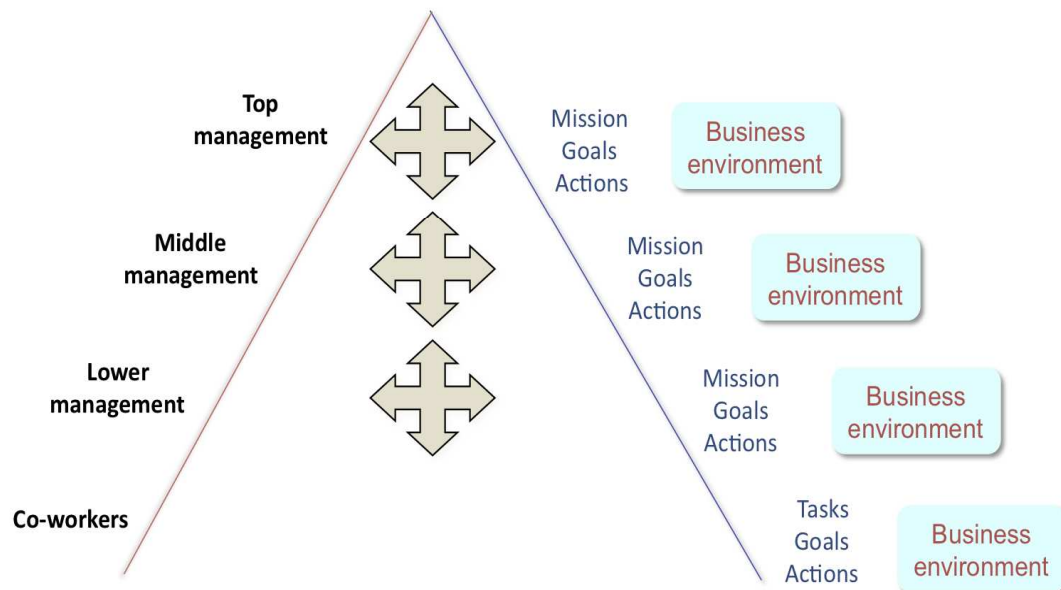 Top
management
Mission
Goals
Actions
Business
environment
Middle
management
Mission
Goals
Actions
Business
environment
Lower
management
Mission
Goals
Actions
Business
environment
Co-workers
Tasks
Goals
Actions
Business
environment